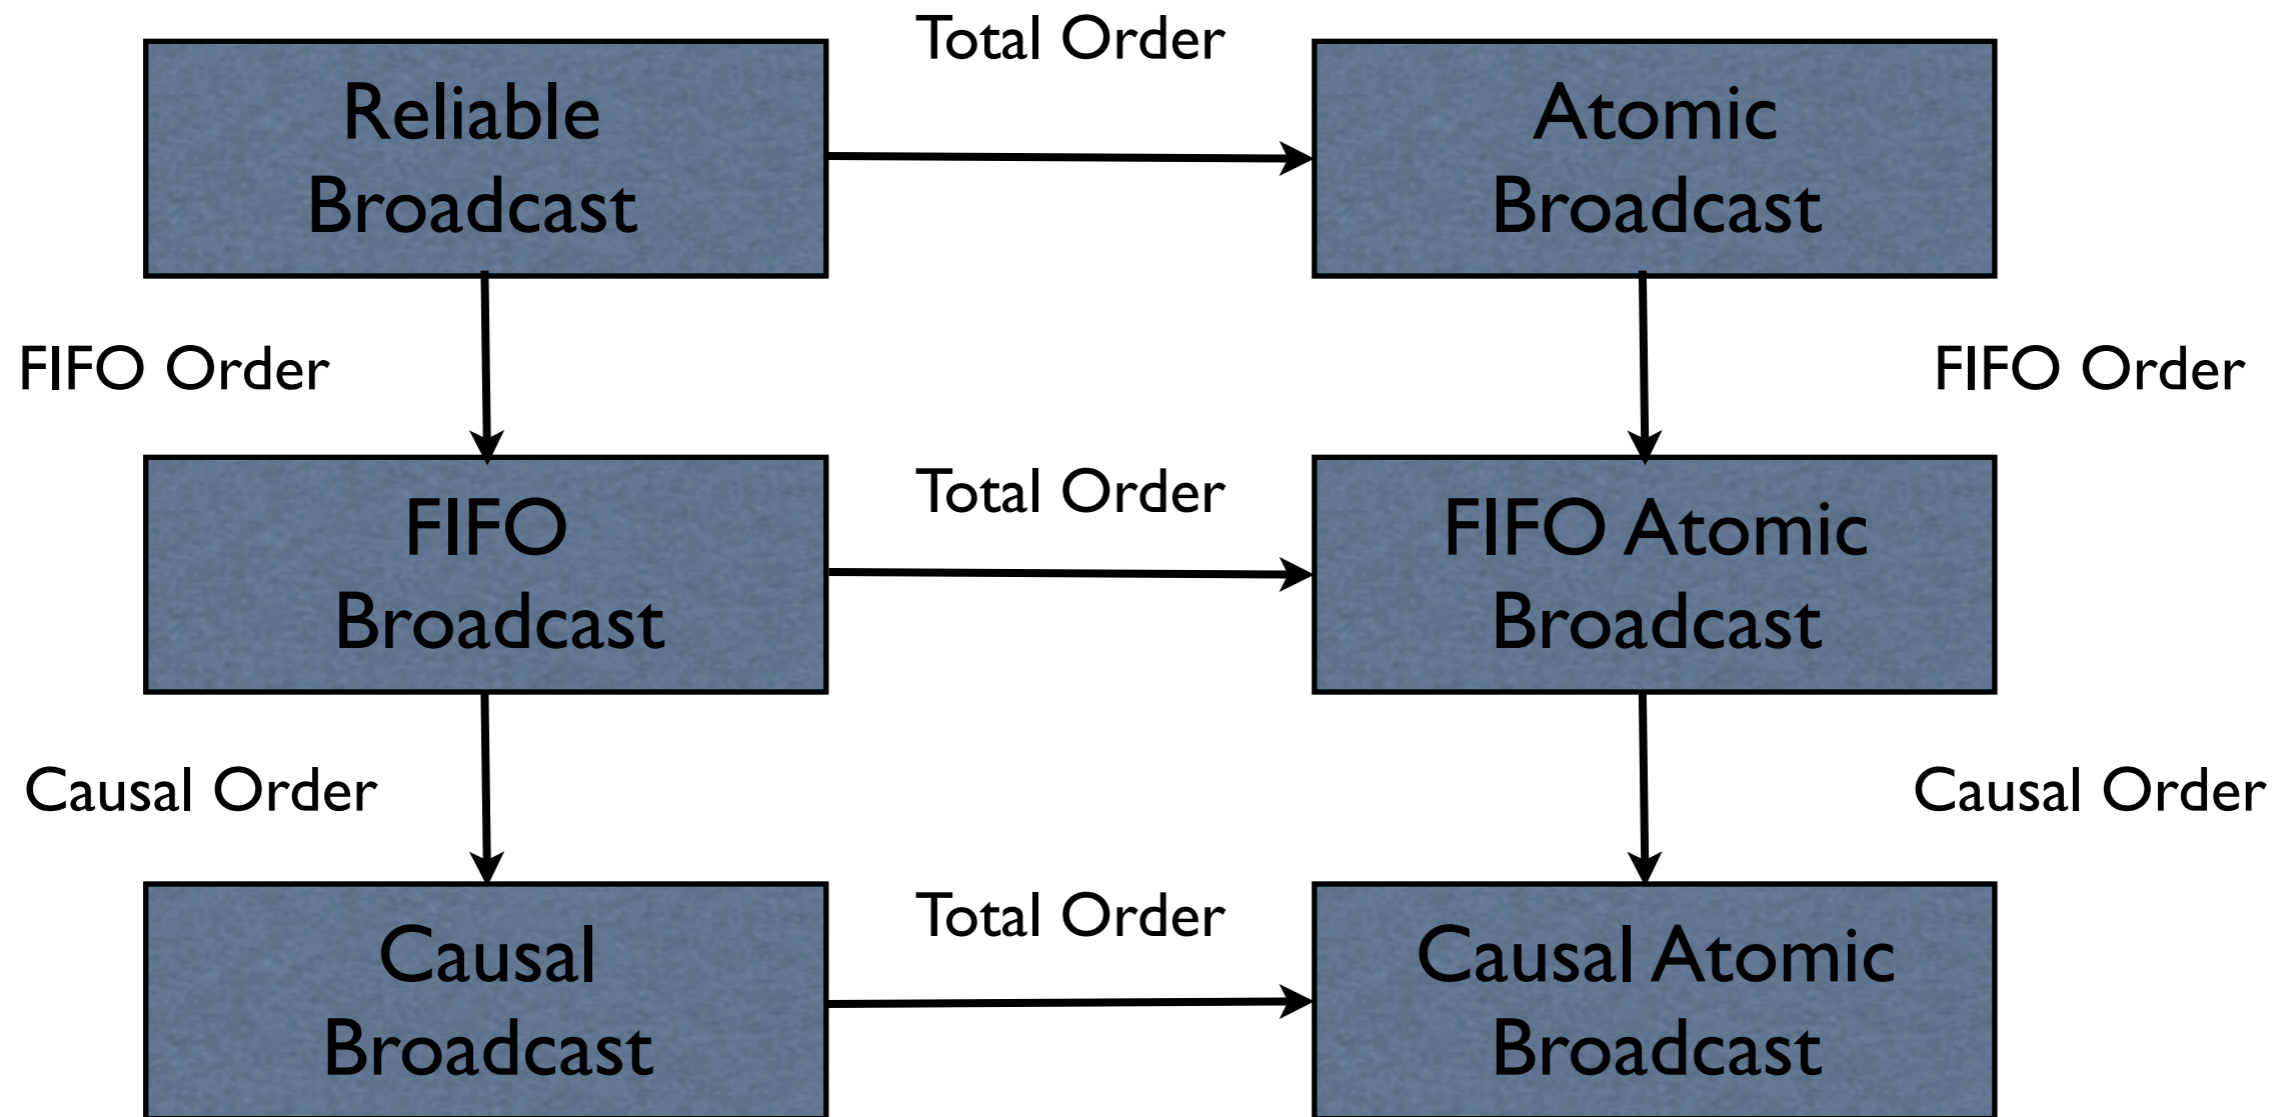 Total Order
Reliable
Broadcast
Atomic
Broadcast
FIFO Order
FIFO Order
Total Order
FIFO
Broadcast
FIFO Atomic
Broadcast
Causal Order
Causal Order
Total Order
Causal
Broadcast
Causal Atomic
Broadcast